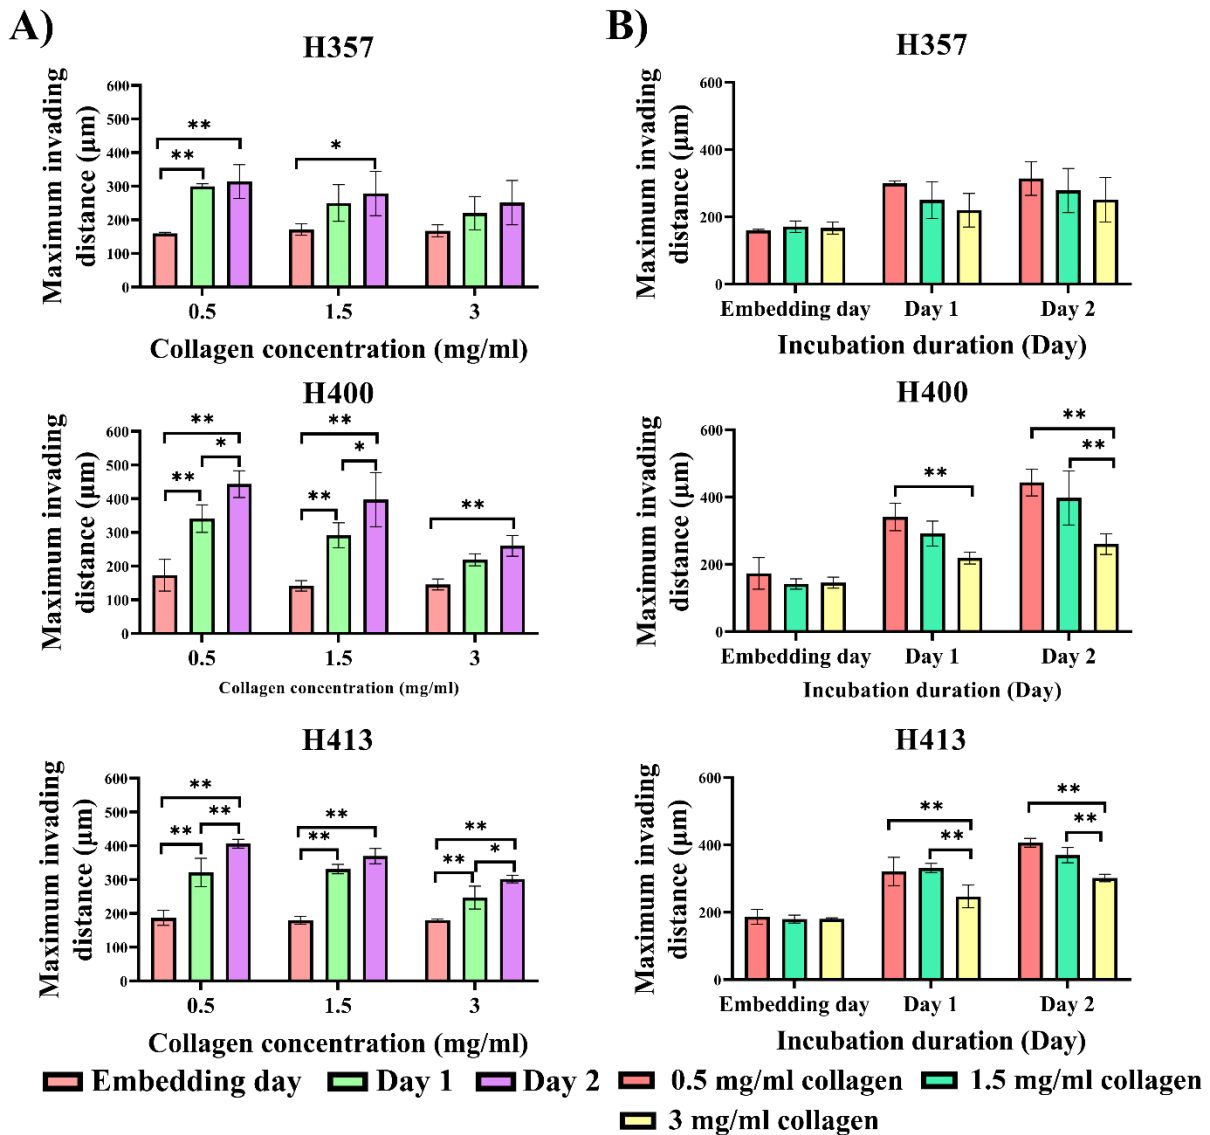 A)
H357
Maximum invading
distance (µm)
600
500
400
300
200
100
0
**
**
*
0.5
1.5
3
Collagen concentration (mg/ml)
H400
Maximum invading
distance (µm)
600
500
400
300
200
100
0
**
**
*
**
**
*
**
0.5
1.5
3
Collagen concentration (mg/ml)
H413
Maximum invading
distance (µm)
600
500
400
300
200
100
0
**
**
**
**
**
**
**
*
0.5
1.5
3
Collagen concentration (mg/ml)
Embedding day
Day 1
Day 2
B)
H357
Maximum invading
distance (µm)
600
400
200
0
Embedding day
Day 1
Day 2
Incubation duration (Day)
H400
Maximum invading
distance (µm)
600
400
200
0
**
**
**
Embedding day
Day 1
Day 2
Incubation duration (Day)
H413
Maximum invading
distance (µm)
600
400
200
0
**
**
**
**
Embedding day
Day 1
Day 2
Incubation duration (Day)
0.5 mg/ml collagen
1.5 mg/ml collagen
3 mg/ml collagen